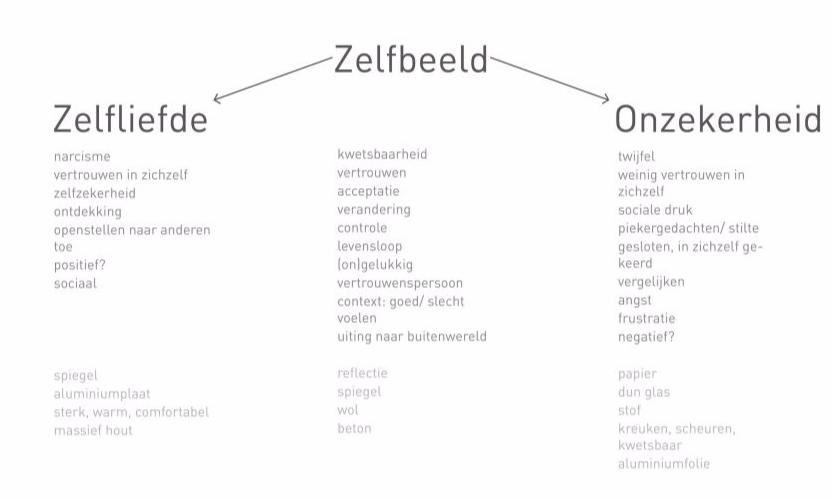 Zelfbeeld
Zelfliefde
narcisme
vertrouwen in zichzelf
zelfzekerheid
ontdekking
openstellen naar anderen
toe
positief?
sociaal
spiegel
aluminiumplaat
sterk, warm, comfortabel
massief hout
kwetsbaarheid
vertrouwen
acceptatie
verandering
controle
levensloop
(on)gelukkig
vertrouwenspersoon
context: goed/ slecht
voelen
uiting naar buitenwereld
reflectie
spiegel
wol
beton
Onzekerheid
twijfel
weinig vertrouwen in
zichzelf
sociale druk
piekergedachten/ stilte
gesloten, in zichzelf ge-
keerd
vergelijken
angst
frustratie
negatief?
papier
dun glas
stof
kreuken, scheuren,
kwetsbaar
aluminiumfolie